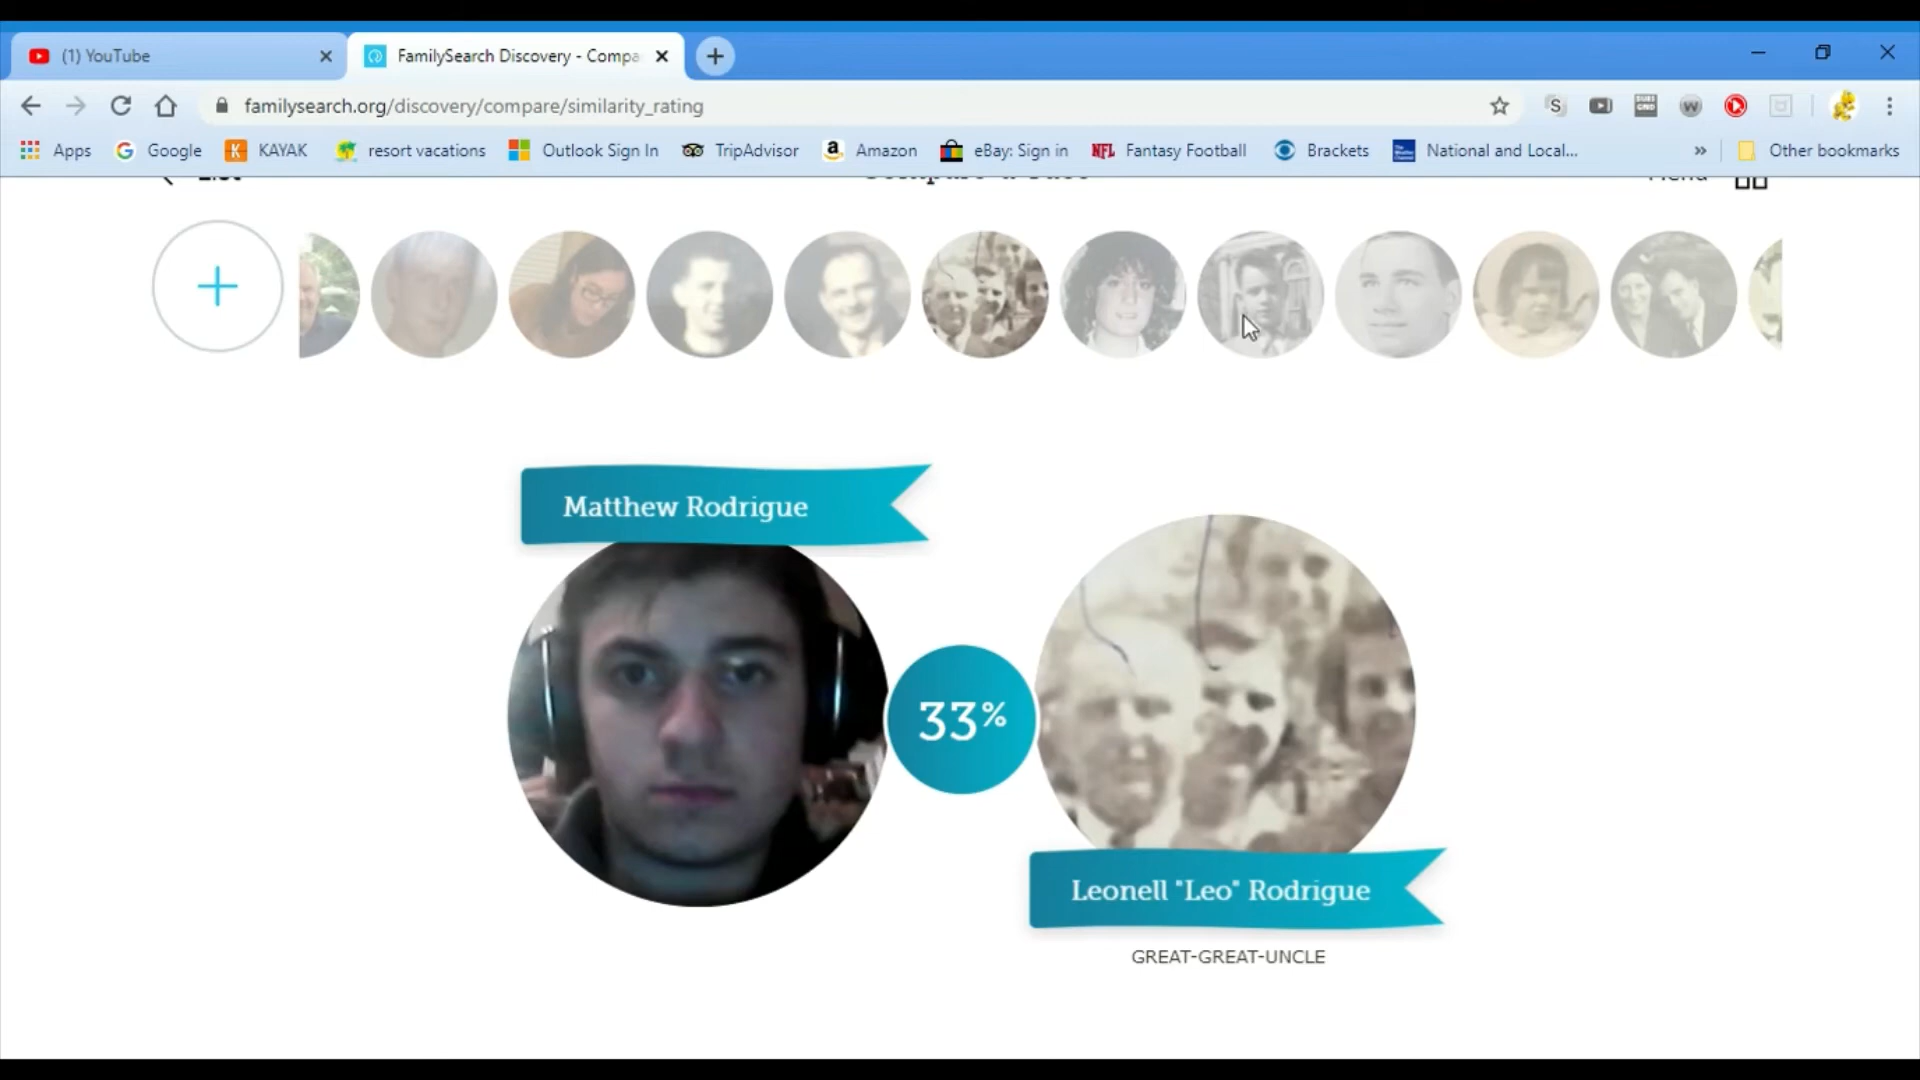 (1) YouTube
FamilySearch Discovery - Compa
familysearch.org/discovery/compare/similarity_rating
Apps Google KAYAK resort vacations Outlook Sign In TripAdvisor Amazon eBay: Sign in NFL Fantasy Football Brackets National and Local... » Other bookmarks
Matthew Rodrigue
33%
Leonell "Leo" Rodrigue
GREAT-GREAT-UNCLE